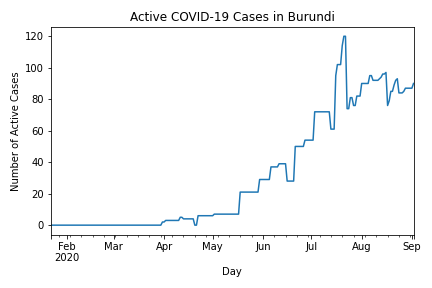 Active COVID-19 Cases in Burundi
Number of Active Cases
120
100
80
60
40
20
0
Feb
2020
Mar
Apr
May
Jun
Jul
Aug
Sep
Day